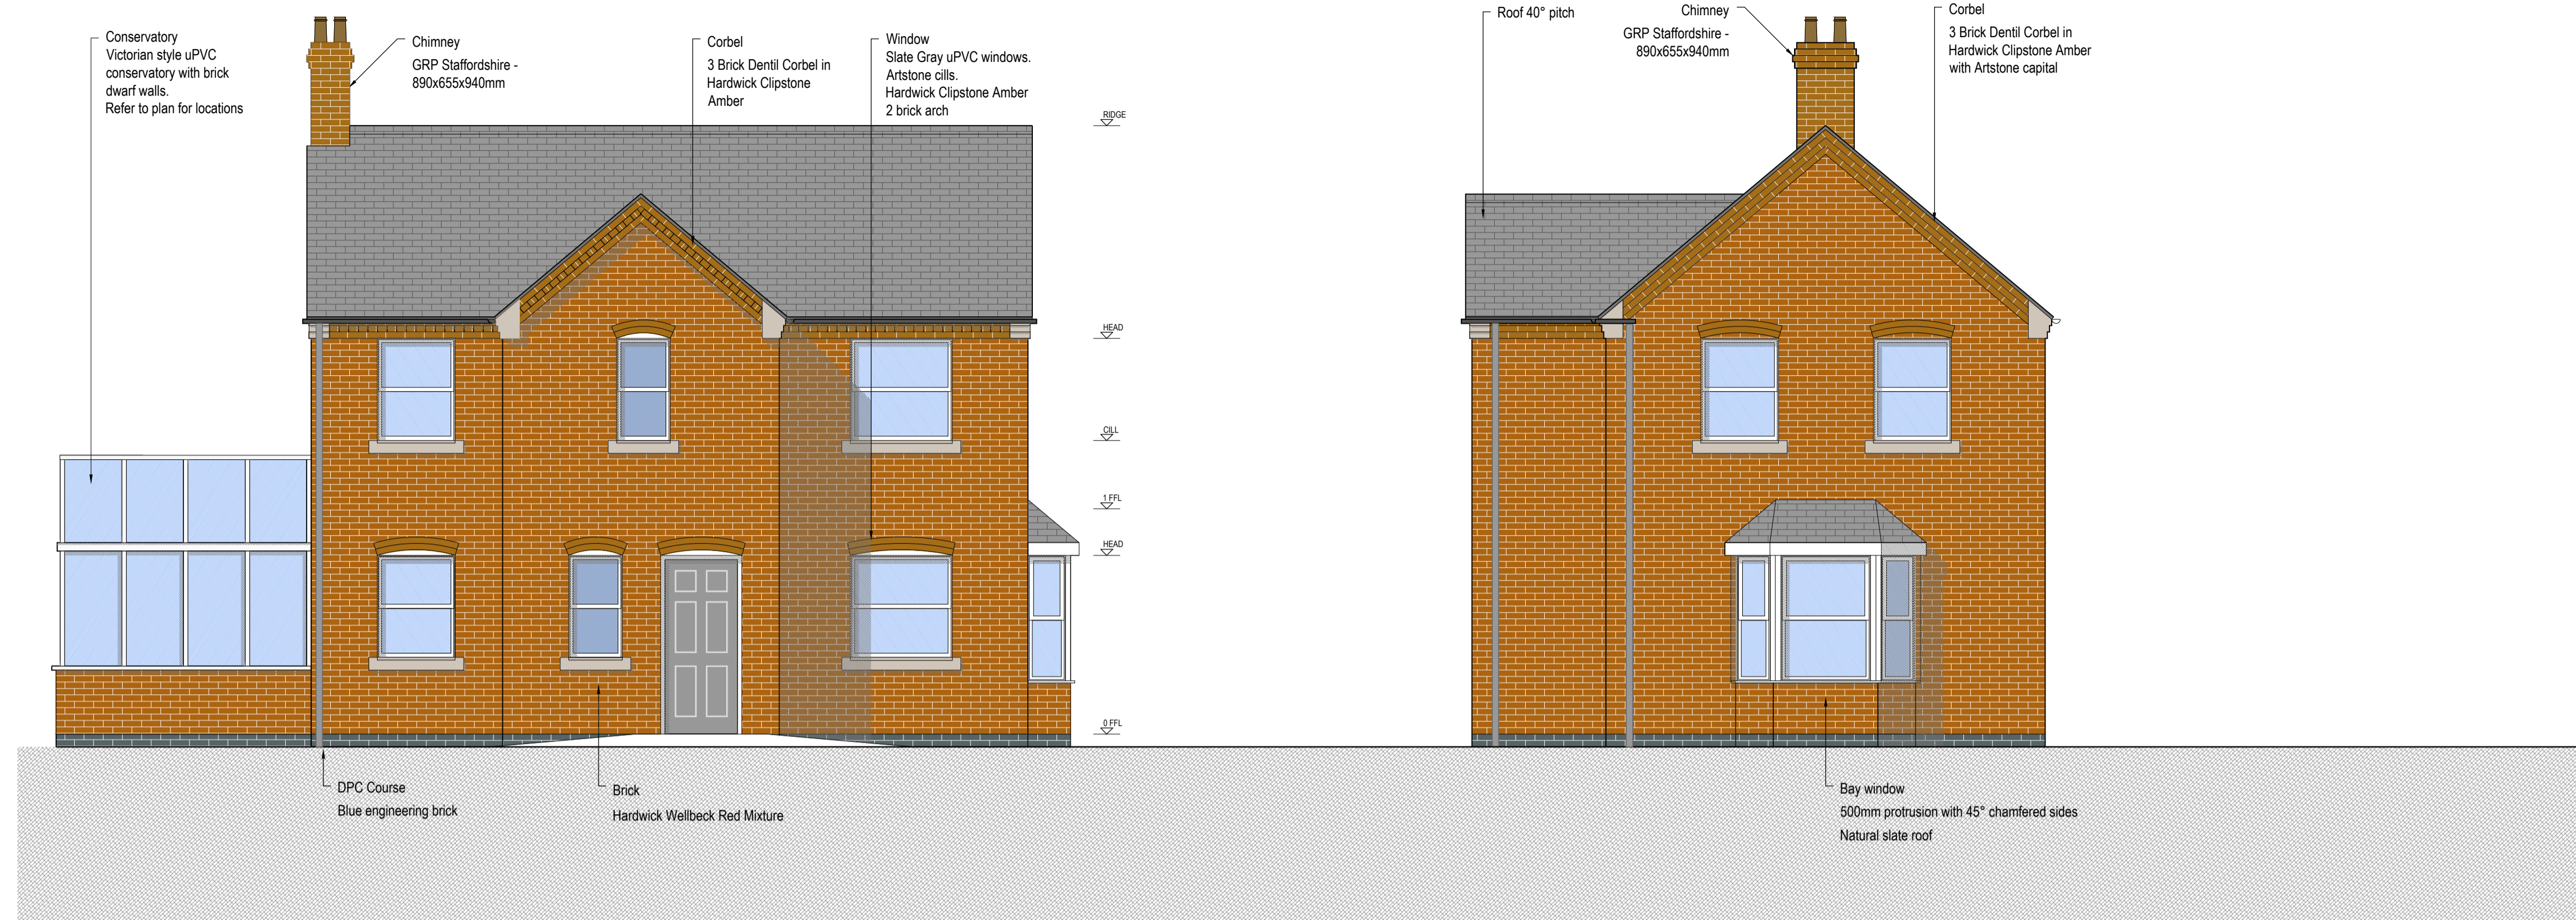 Conservatory
Victorian style uPVC
conservatory with brick
dwarf walls.
Refer to plan for locations
Chimney
GRP Staffordshire -
890x655x940mm
Corbel
3 Brick Dentil Corbel in
Hardwick Clipstone
Amber
Window
Slate Gray uPVC windows.
Artstone cills.
Hardwick Clipstone Amber
2 brick arch
RIDGE
HEAD
CILL
1 FFL
HEAD
0 FFL
DPC Course
Blue engineering brick
Brick
Hardwick Wellbeck Red Mixture
Roof 40° pitch
Chimney
GRP Staffordshire -
890x655x940mm
Corbel
3 Brick Dentil Corbel in
Hardwick Clipstone Amber
with Artstone capital
Bay window
500mm protrusion with 45° chamfered sides
Natural slate roof